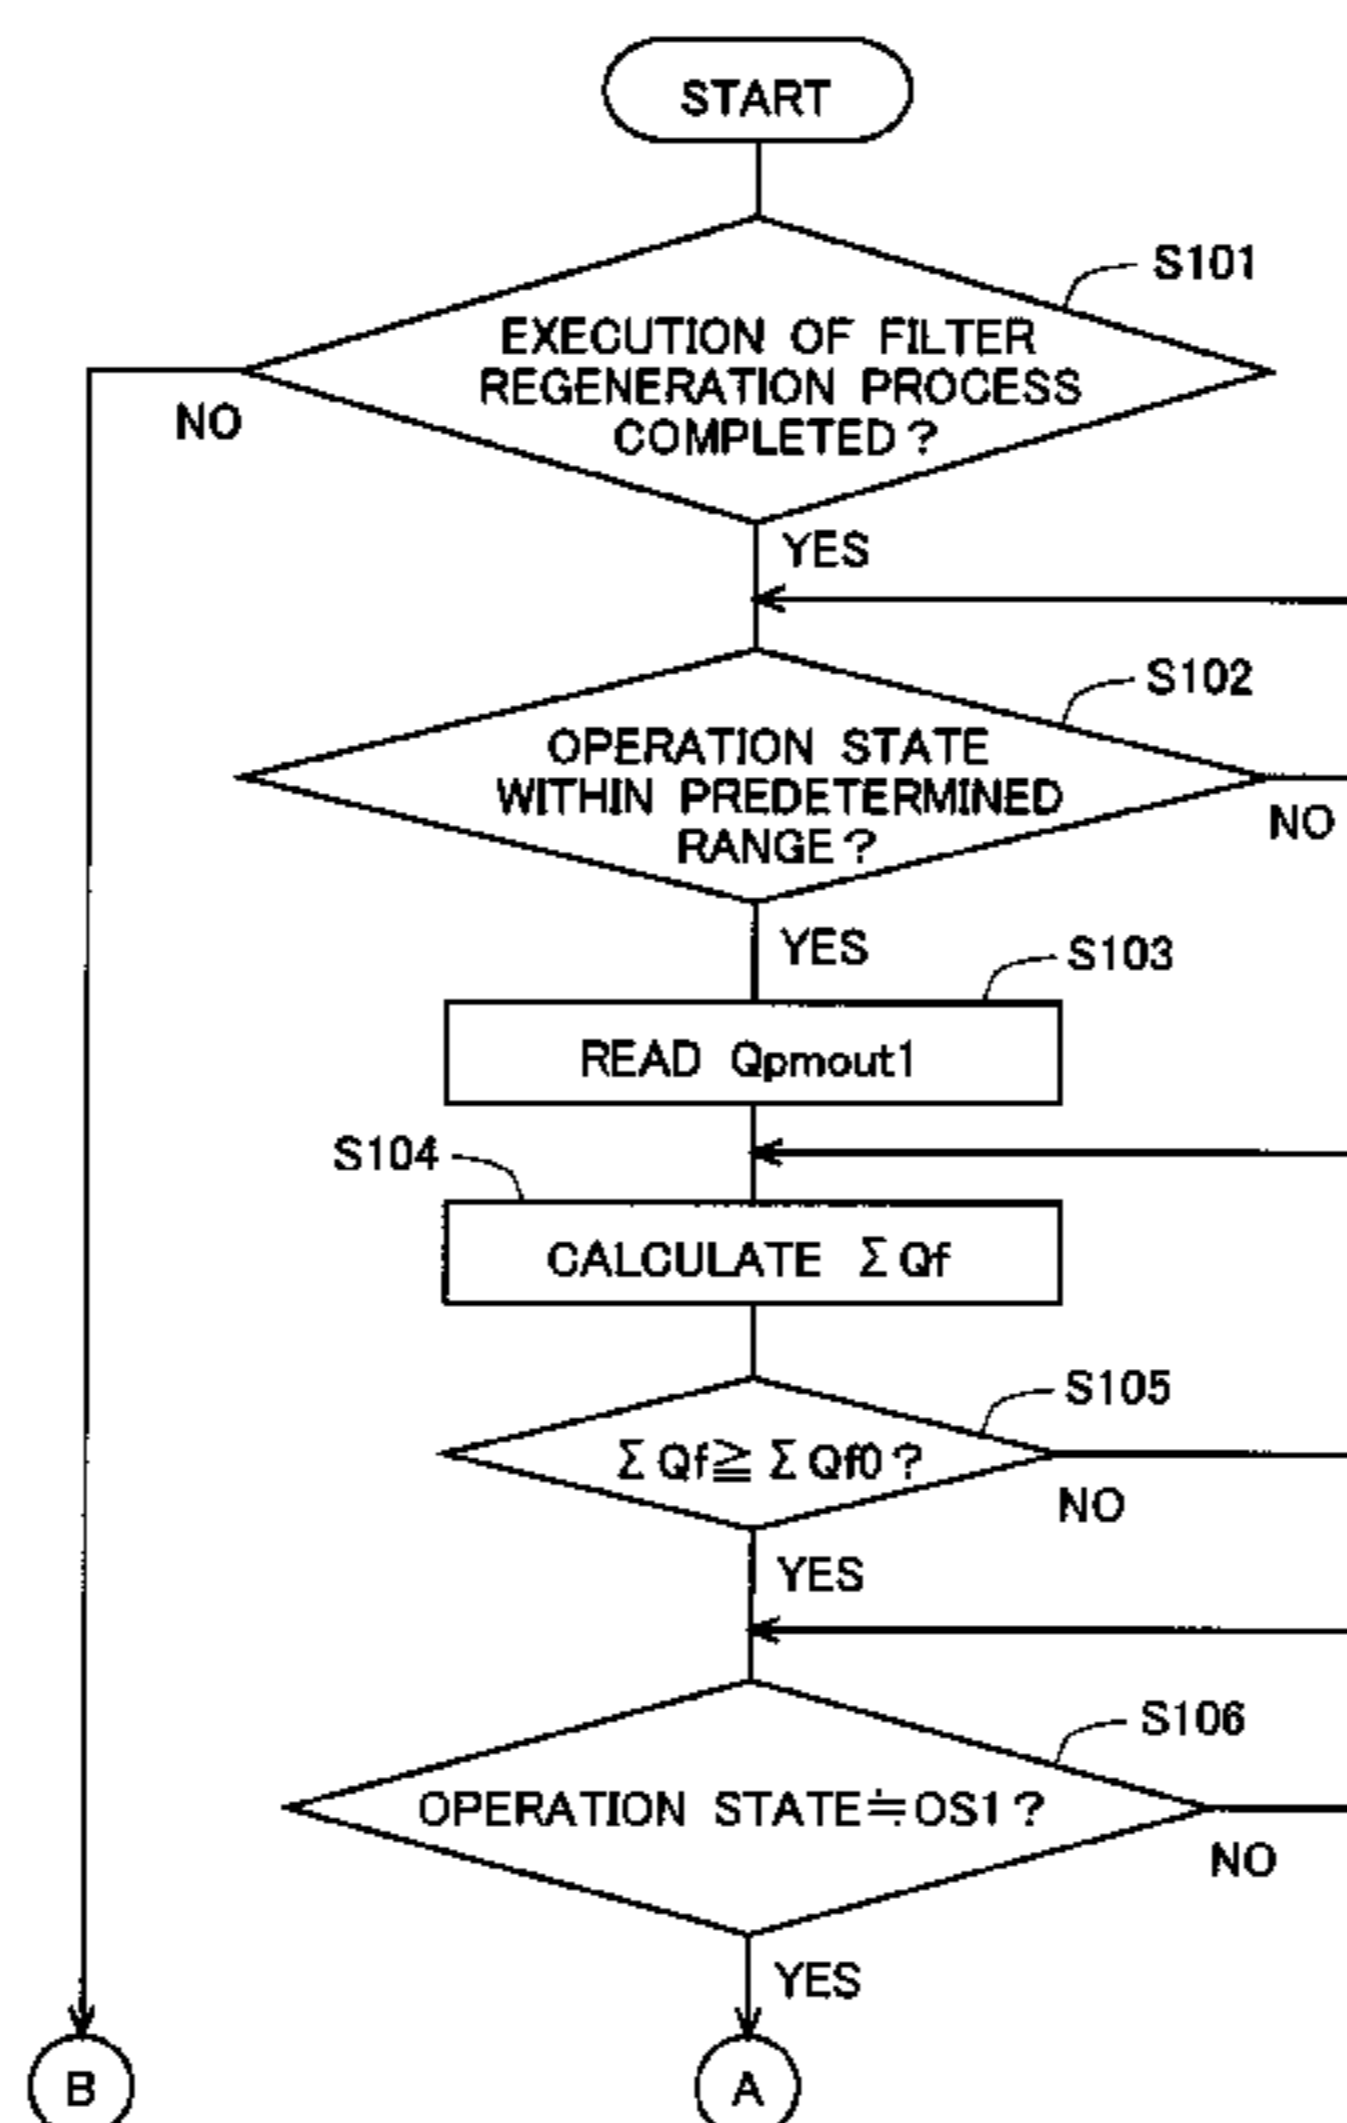 START
S101
EXECUTION OF FILTER
REGENERATION PROCESS
COMPLETED?
NO
YES
S102
OPERATION STATE
WITHIN PREDETERMINED
RANGE?
NO
YES
S103
READ Qpmout1
S104
CALCULATE ΣQf
S105
ΣQf≧ΣQf0?
NO
YES
S106
OPERATION STATE≒OS1?
NO
YES
B
A